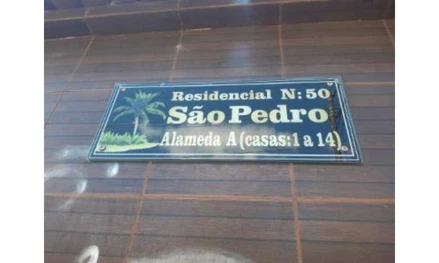 Residencial N: 50
São Pedro
Alameda A (casas: 1 a 14)